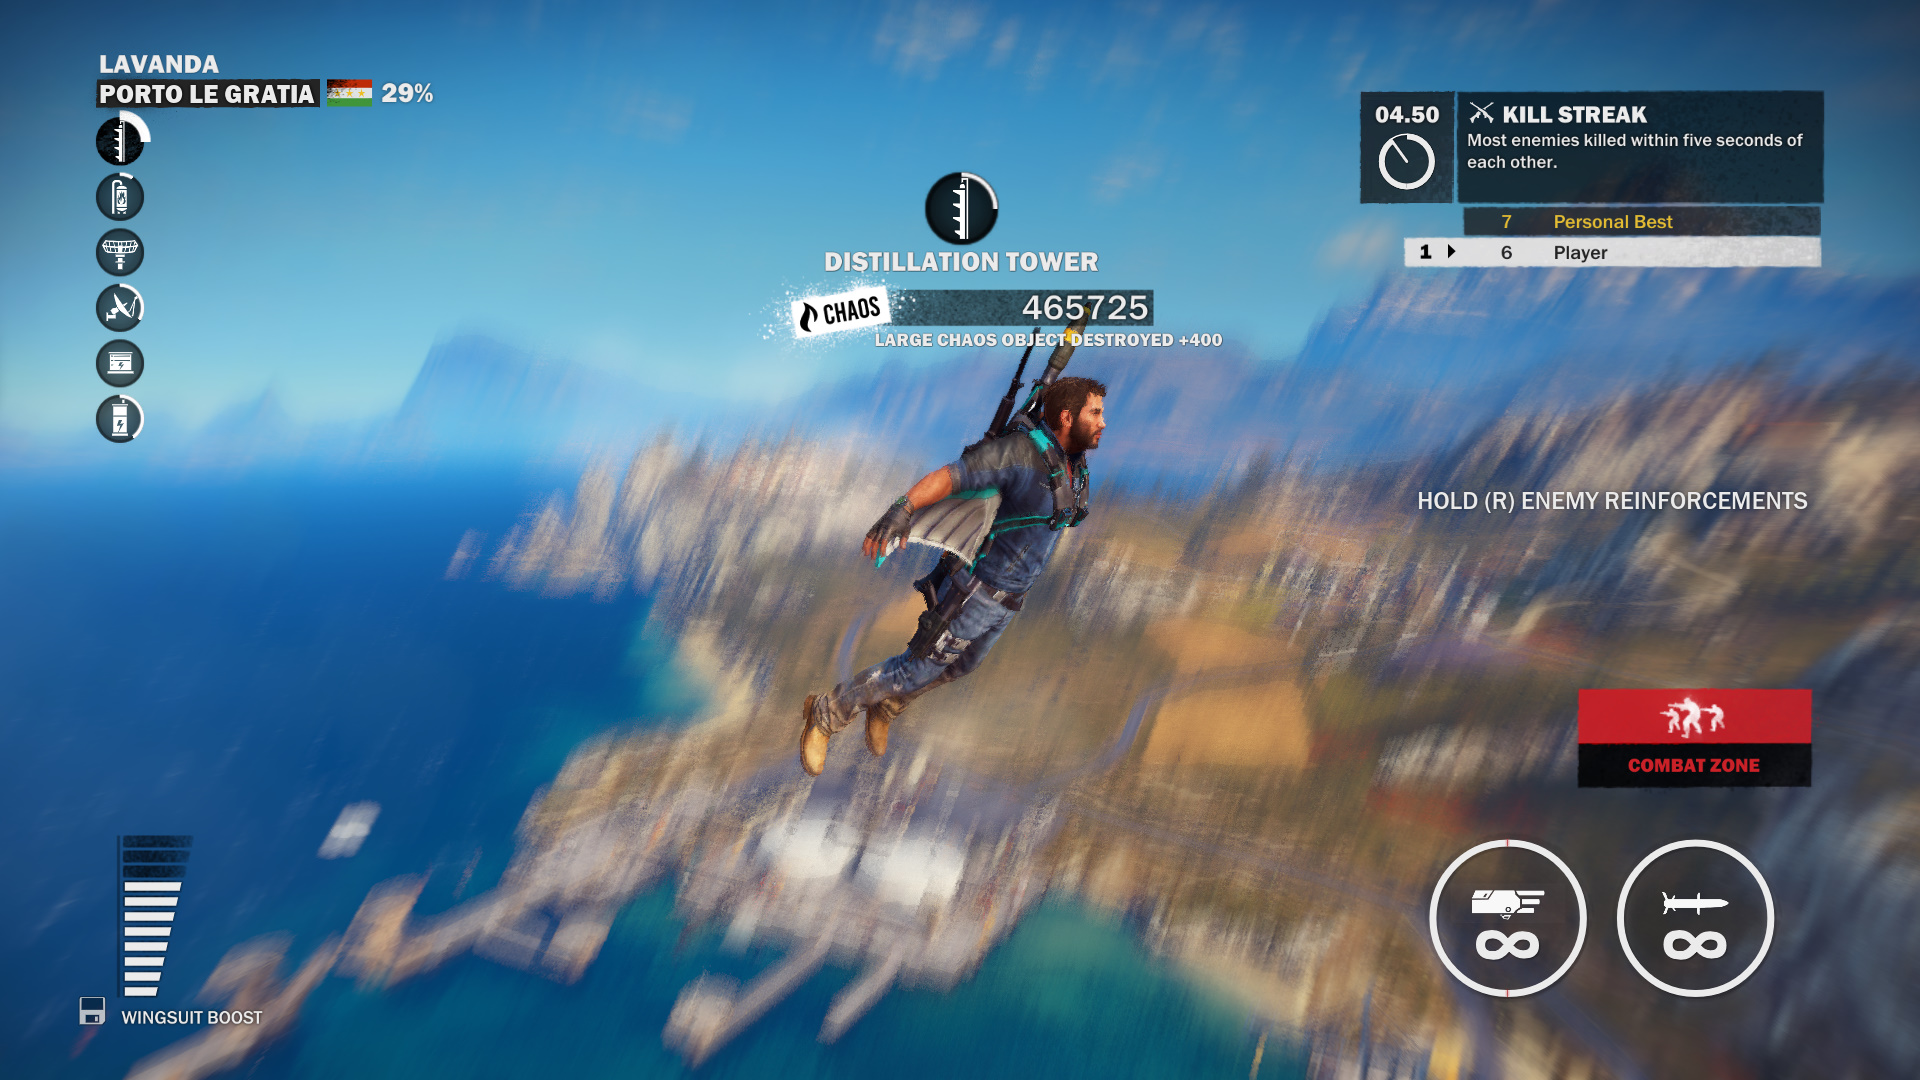 LAVANDA
PORTO LE GRATIA 29%
04.50
KILL STREAK
Most enemies killed within five seconds of
each other.
7 Personal Best
1 6 Player
DISTILLATION TOWER
CHAOS 465725
LARGE CHAOS OBJECT DESTROYED +400
HOLD (R) ENEMY REINFORCEMENTS
COMBAT ZONE
WINGSUIT BOOST